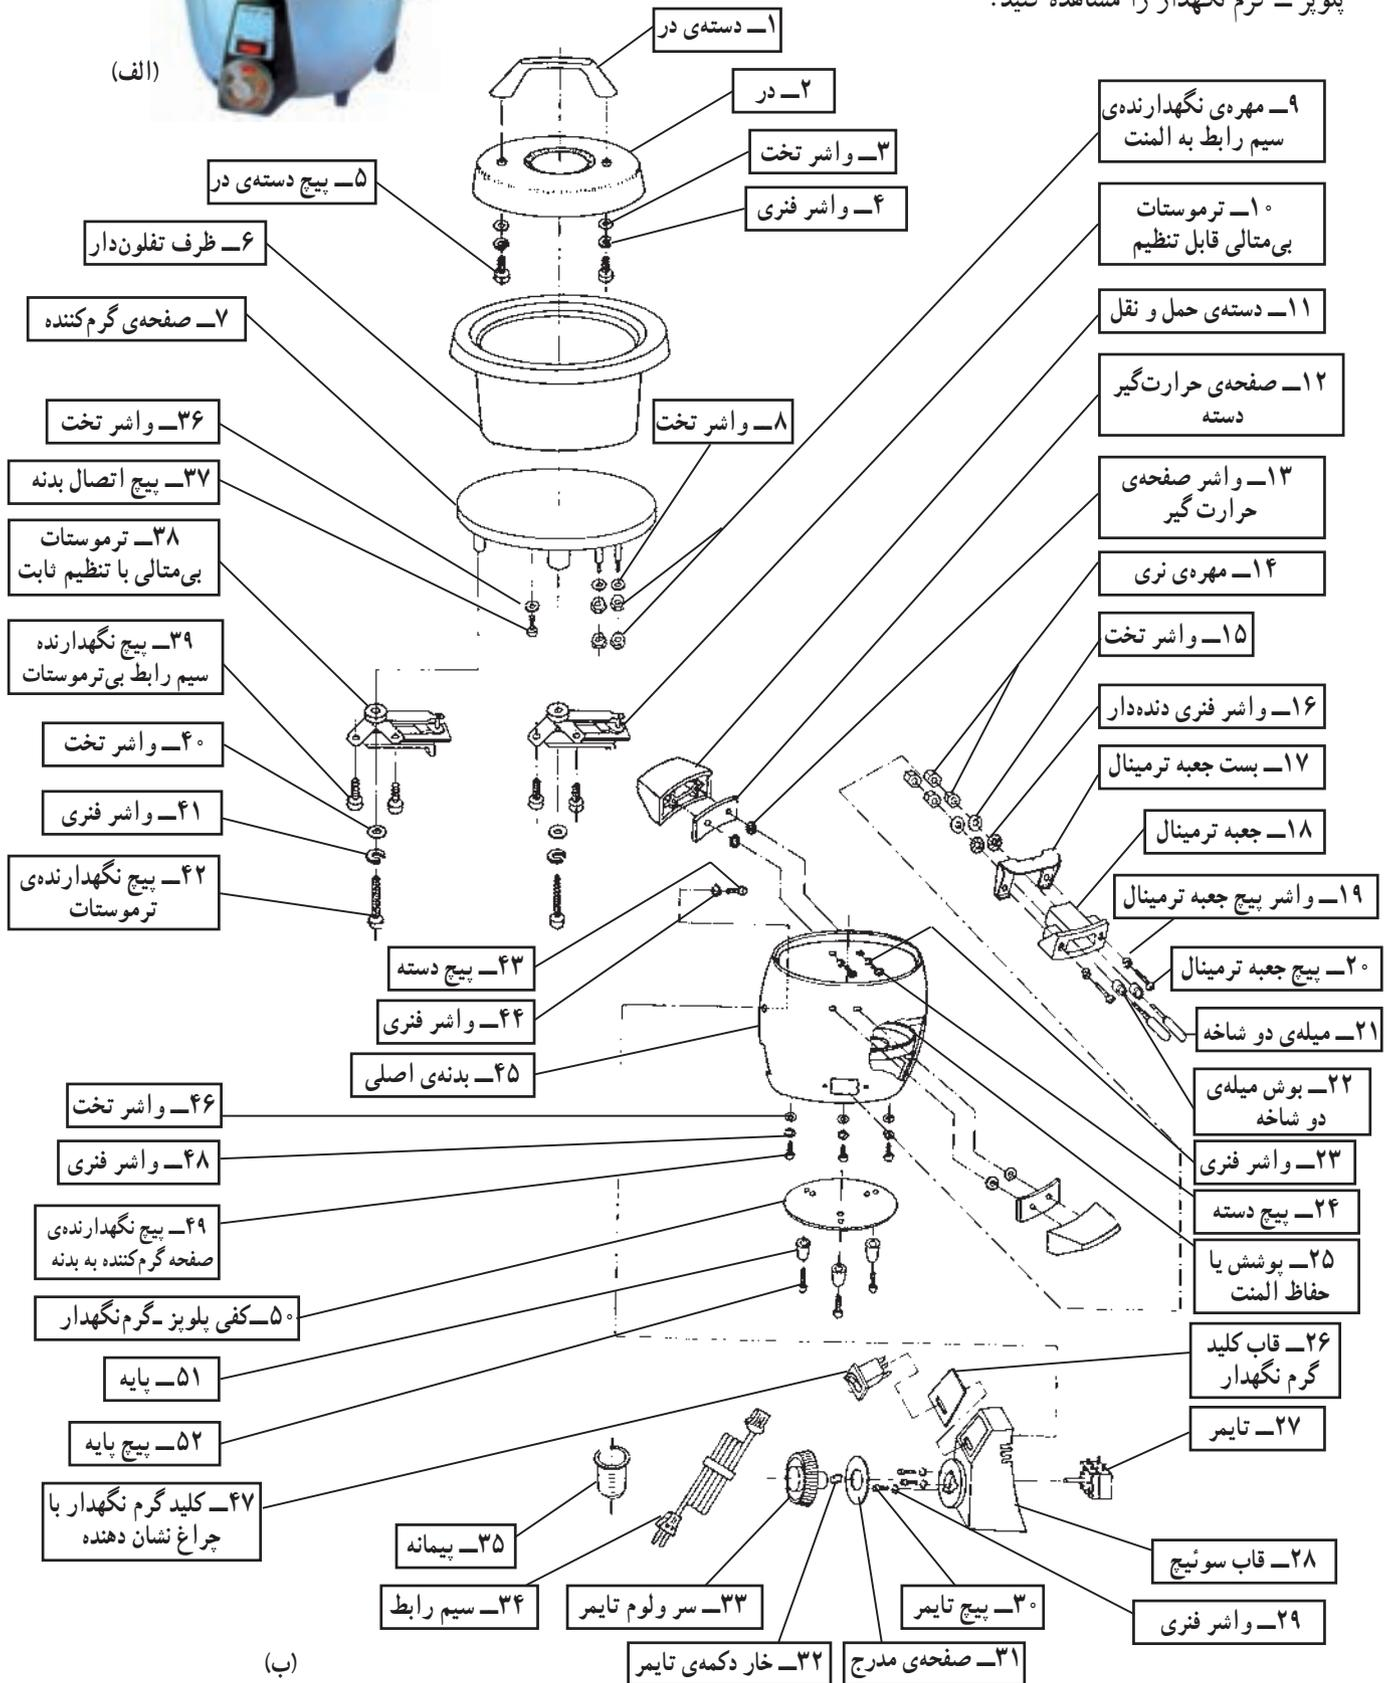 پلوپز ــ گرم نگهدار را مشاهده کنید.
(الف)
۱ــ دسته‌ی در
۲ــ در
۳ــ واشر تخت
۴ــ واشر فنری
۵ــ پیچ دسته‌ی در
۶ــ ظرف تفلون‌دار
۷ــ صفحه‌ی گرم‌کننده
۸ــ واشر تخت
۹ــ مهره‌ی نگهدارنده‌ی
سیم رابط به المنت
۱۰ــ ترموستات
بی‌متالی قابل تنظیم
۱۱ــ دسته‌ی حمل و نقل
۱۲ــ صفحه‌ی حرارت‌گیر
دسته
۱۳ــ واشر صفحه‌ی
حرارت گیر
۱۴ــ مهره‌ی نری
۱۵ــ واشر تخت
۱۶ــ واشر فنری دنده‌دار
۱۷ــ بست جعبه ترمینال
۱۸ــ جعبه ترمینال
۱۹ــ واشر پیچ جعبه ترمینال
۲۰ــ پیچ جعبه ترمینال
۲۱ــ میله‌ی دو شاخه
۲۲ــ بوش میله‌ی
دو شاخه
۲۳ــ واشر فنری
۲۴ــ پیچ دسته
۲۵ــ پوشش یا
حفاظ المنت
۲۶ــ قاب کلید
گرم نگهدار
۲۷ــ تایمر
۲۸ــ قاب سوئیچ
۲۹ــ واشر فنری
۳۰ــ پیچ تایمر
۳۱ــ صفحه‌ی مدرج
۳۲ــ خار دکمه‌ی تایمر
۳۳ــ سر ولوم تایمر
۳۴ــ سیم رابط
۳۵ــ پیمانه
۳۶ــ واشر تخت
۳۷ــ پیچ اتصال بدنه
۳۸ــ ترموستات
بی‌متالی با تنظیم ثابت
۳۹ــ پیچ نگهدارنده
سیم رابط بی‌ترموستات
۴۰ــ واشر تخت
۴۱ــ واشر فنری
۴۲ــ پیچ نگهدارنده‌ی
ترموستات
۴۳ــ پیچ دسته
۴۴ــ واشر فنری
۴۵ــ بدنه‌ی اصلی
۴۶ــ واشر تخت
۴۸ــ واشر فنری
۴۹ــ پیچ نگهدارنده‌ی
صفحه گرم‌کننده به بدنه
۵۰ــ کفی پلوپز ـ گرم‌نگهدار
۵۱ــ پایه
۵۲ــ پیچ پایه
۴۷ــ کلید گرم نگهدار با
چراغ نشان دهنده
(ب)